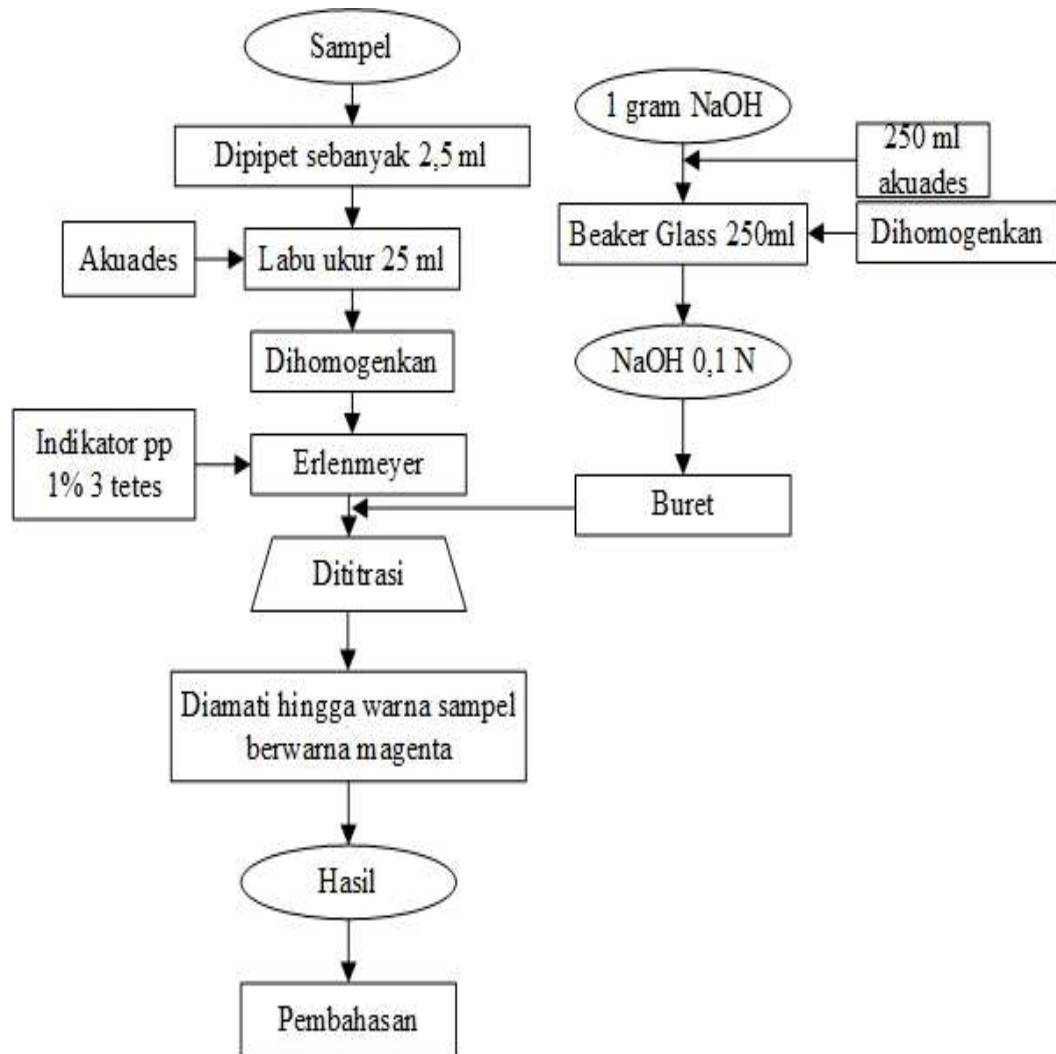 Sampel
Dipipet sebanyak 2,5 ml
Akuades
Labu ukur 25 ml
Dihomogenkan
Indikator pp
1% 3 tetes
Erlenmeyer
Dititrasi
Diamati hingga warna sampel
berwarna magenta
Hasil
Pembahasan
1 gram NaOH
250 ml
akuades
Beaker Glass 250ml
Dihomogenkan
NaOH 0,1 N
Buret